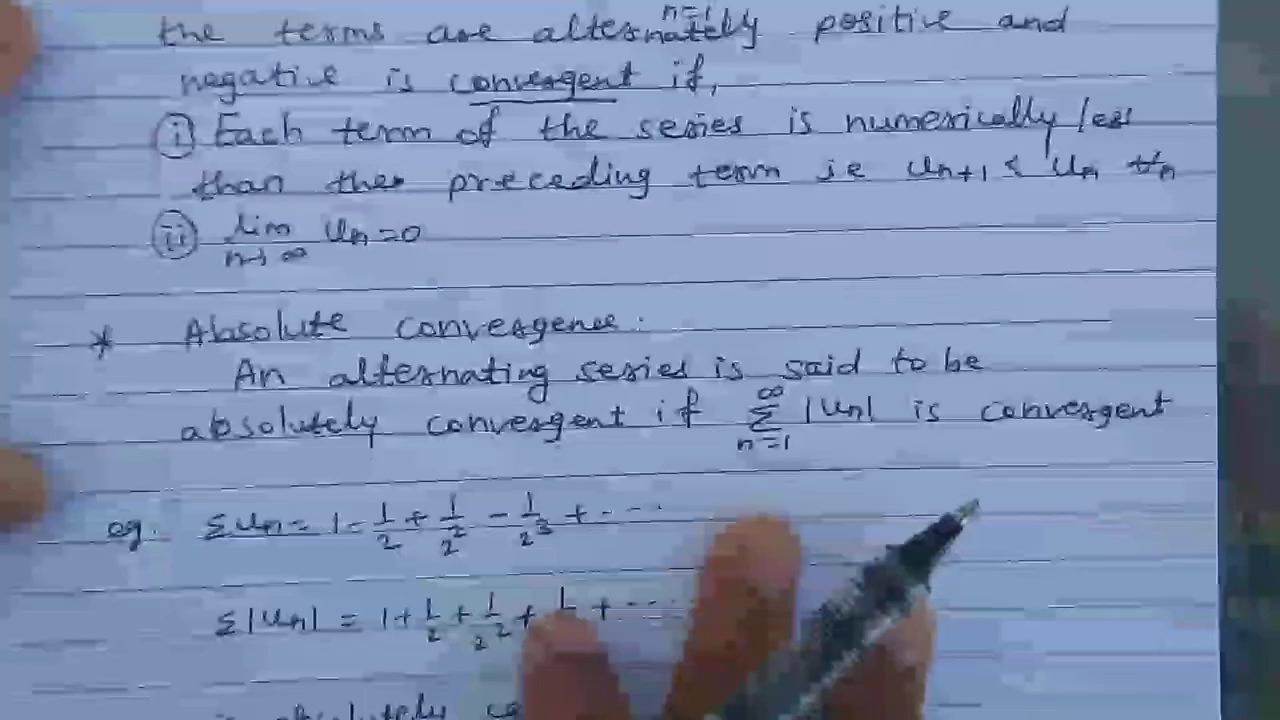 n=1
the terms are alternately positive and
negative is convergent if,
(i) Each term of the series is numerically less
than the preceding term ie Un+1 < Un ∀n
(ii) lim n→∞ Un = 0
* Absolute convergence.
An alternating series is said to be
absolutely convergent if ∞ Σ n=1 |Un| is convergent
eg. ΣUn = 1 - 1/2 + 1/2² - 1/2³ + ----
Σ|Un| = 1 + 1/2 + 1/2² + 1/ + ---
absolutely